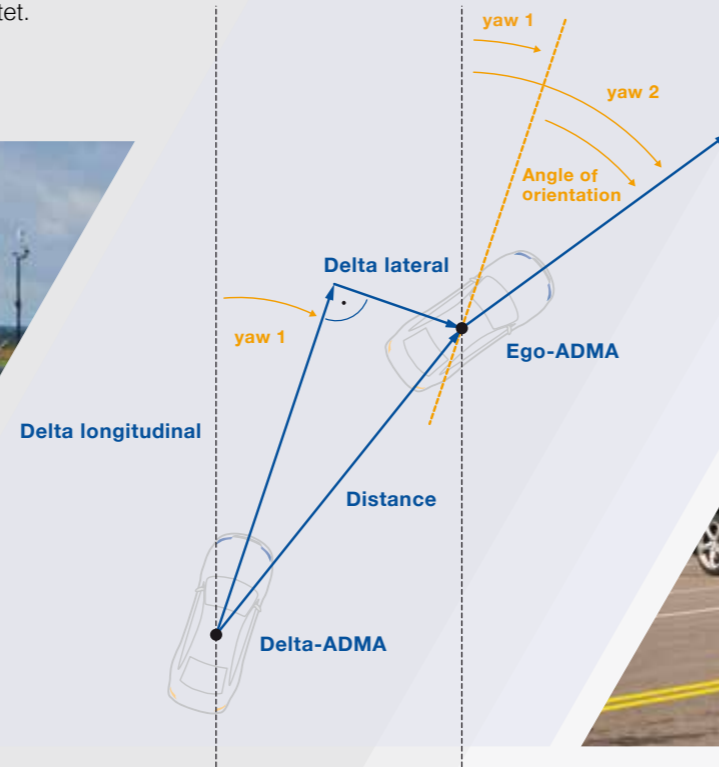 tet.
yaw 1
yaw 2
Angle of
orientation
Delta lateral
yaw 1
Ego-ADMA
Delta longitudinal
Distance
Delta-ADMA